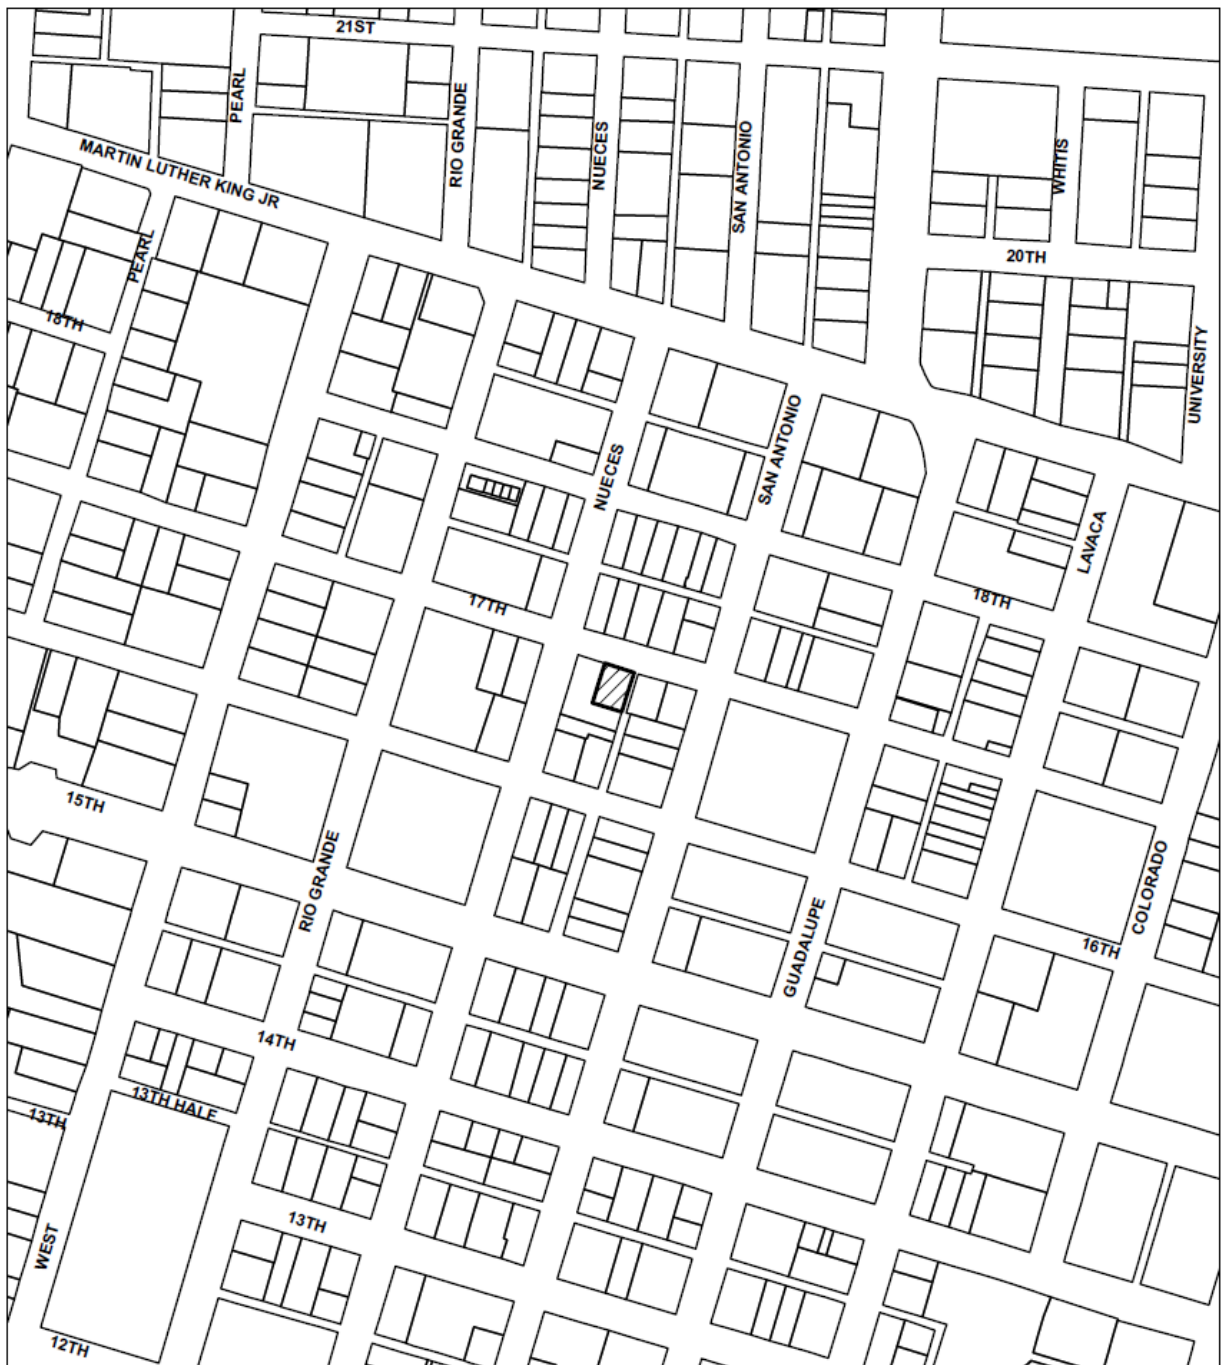 21ST
PEARL
RIO GRANDE
NUECES
SAN ANTONIO
WHITIS
MARTIN LUTHER KING JR
PEARL
20TH
18TH
UNIVERSITY
NUECES
SAN ANTONIO
LAVACA
17TH
18TH
15TH
RIO GRANDE
GUADALUPE
COLORADO
16TH
14TH
13TH HALF
13TH
13TH
WEST
12TH